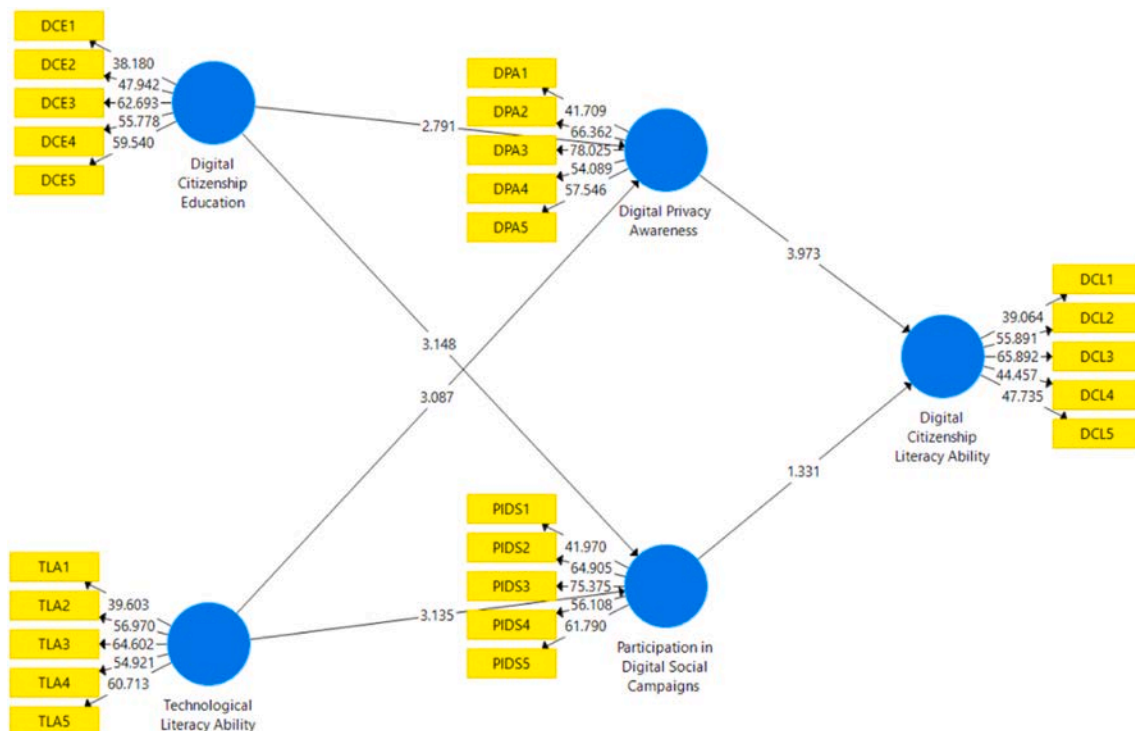 DCE1
DCE2
DCE3
DCE4
DCE5
38.180
47.942
62.693
55.778
59.540
Digital
Citizenship
Education
DPA1
DPA2
DPA3
DPA4
DPA5
41.709
66.362
78.025
54.089
57.546
Digital Privacy
Awareness
2.791
3.148
3.087
3.135
3.973
1.331
DCL1
DCL2
DCL3
DCL4
DCL5
39.064
55.891
65.892
44.457
47.735
Digital
Citizenship
Literacy Ability
TLA1
TLA2
TLA3
TLA4
TLA5
39.603
56.970
64.602
54.921
60.713
Technological
Literacy Ability
PIDS1
PIDS2
PIDS3
PIDS4
PIDS5
41.970
64.905
75.375
56.108
61.790
Participation in
Digital Social
Campaigns